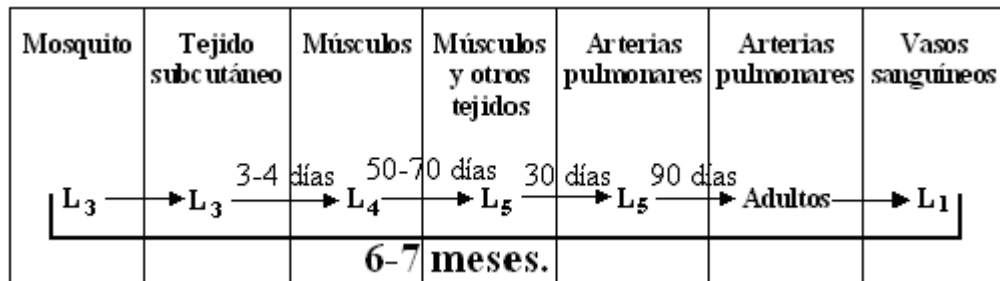 Mosquito
Tejido
subcutáneo
Músculos
Músculos
y otros
tejidos
Arterias
pulmonares
Arterias
pulmonares
Vasos
sanguíneos
3-4 días 50-70 días 30 días 90 días
L3 L3 L4 L5 L5 Adultos L1
6-7 meses.